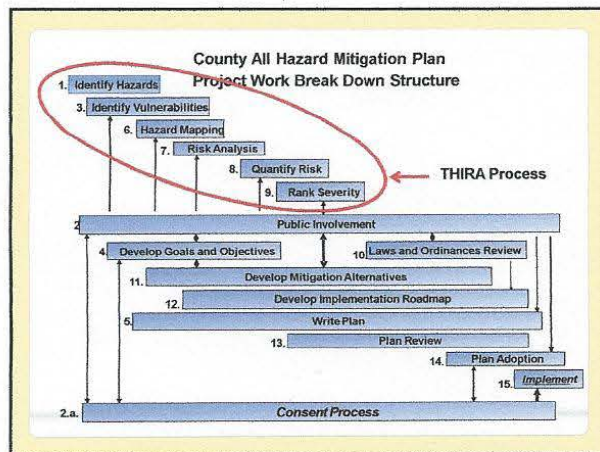 County All Hazard Mitigation Plan
Project Work Break Down Structure
1. Identify Hazards
3. Identify Vulnerabilities
6. Hazard Mapping
7. Risk Analysis
8. Quantify Risk
9. Rank Severity
THIRA Process
2 Public Involvement
4. Develop Goals and Objectives
10. Laws and Ordinances Review
11. Develop Mitigation Alternatives
12. Develop Implementation Roadmap
5. Write Plan
13. Plan Review
14. Plan Adoption
15. Implement
2.a. Consent Process